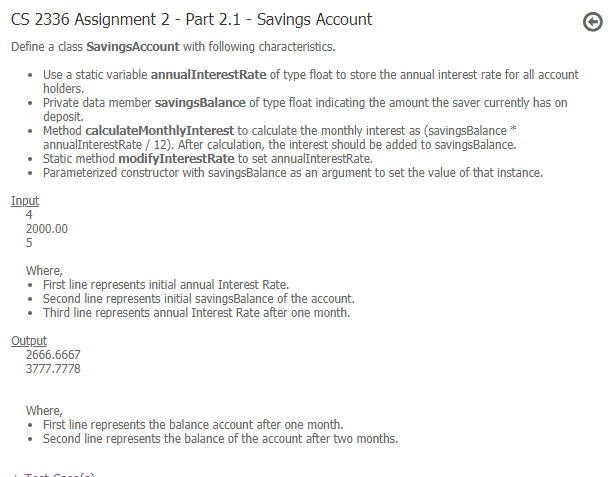 CS 2336 Assignment 2 - Part 2.1 - Savings Account
Define a class SavingsAccount with following characteristics.
• Use a static variable annualInterestRate of type float to store the annual interest rate for all account
holders.
• Private data member savingsBalance of type float indicating the amount the saver currently has on
deposit.
• Method calculateMonthlyInterest to calculate the monthly interest as (savingsBalance *
annualInterestRate / 12). After calculation, the interest should be added to savingsBalance.
• Static method modifyInterestRate to set annualInterestRate.
• Parameterized constructor with savingsBalance as an argument to set the value of that instance.
Input
4
2000.00
5
Where,
• First line represents initial annual Interest Rate.
• Second line represents initial savingsBalance of the account.
• Third line represents annual Interest Rate after one month.
Output
2666.6667
3777.7778
Where,
• First line represents the balance account after one month.
• Second line represents the balance of the account after two months.
+ Test Case(s)